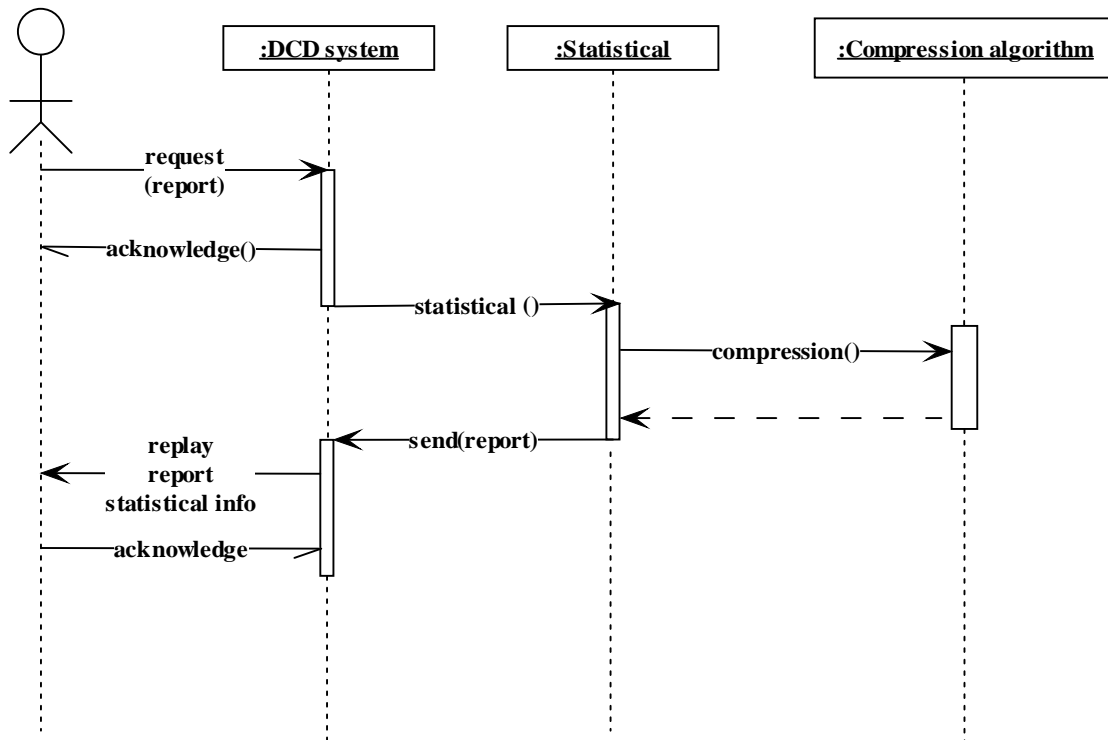 :DCD system
:Statistical
:Compression algorithm
request
(report)
acknowledge()
statistical ()
compression()
send(report)
replay
report
statistical info
acknowledge